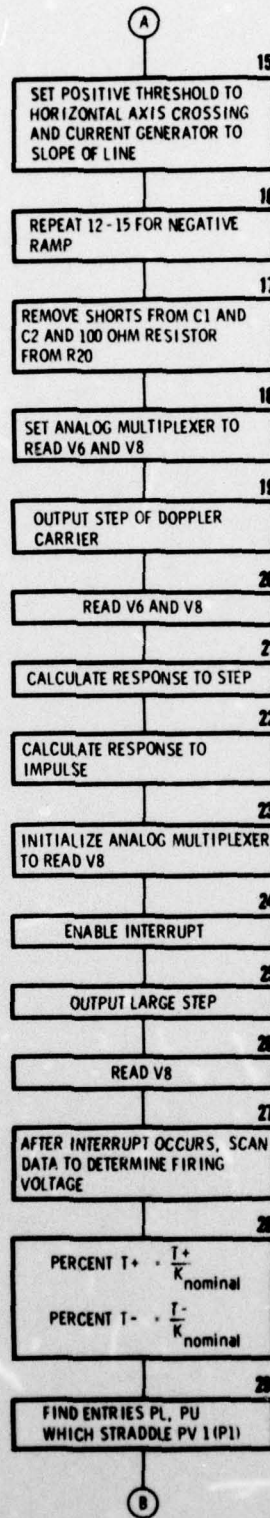 A
15
SET POSITIVE THRESHOLD TO
HORIZONTAL AXIS CROSSING
AND CURRENT GENERATOR TO
SLOPE OF LINE
16
REPEAT 12-15 FOR NEGATIVE
RAMP
17
REMOVE SHORTS FROM C1 AND
C2 AND 100 OHM RESISTOR
FROM R20
18
SET ANALOG MULTIPLEXER TO
READ V6 AND V8
19
OUTPUT STEP OF DOPPLER
CARRIER
20
READ V6 AND V8
2
CALCULATE RESPONSE TO STEP
22
CALCULATE RESPONSE TO
IMPULSE
23
INITIALIZE ANALOG MULTIPLEXER
TO READ V8
24
ENABLE INTERRUPT
25
OUTPUT LARGE STEP
26
READ V8
27
AFTER INTERRUPT OCCURS, SCAN
DATA TO DETERMINE FIRING
VOLTAGE
28
PERCENT T+ = T+ / K nominal
PERCENT T- = T- / K nominal
29
FIND ENTRIES PL, PU
WHICH STRADDLE PV 1 (P1)
B